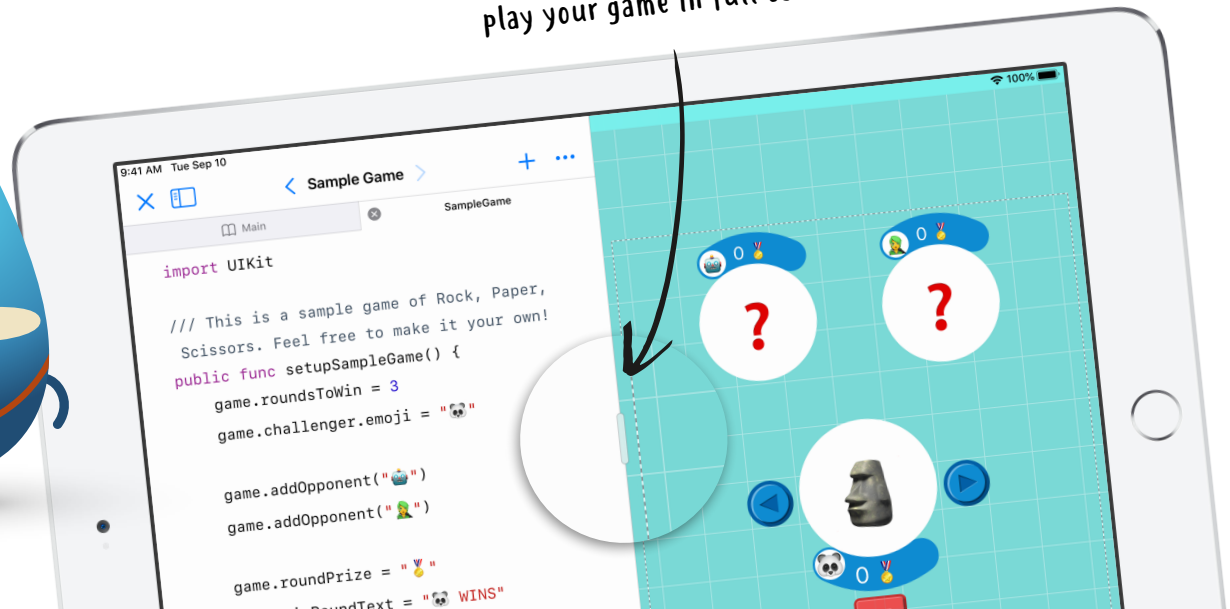 play your game in full
9:41 AM Tue Sep 10
100%
Sample Game
Main
SampleGame
import UIKit
/// This is a sample game of Rock, Paper,
Scissors. Feel free to make it your own!
public func setupSampleGame() {
game.roundsToWin = 3
game.challenger.emoji = "🐼"
game.addOpponent("🤖")
game.addOpponent("🧝‍♂️")
game.roundPrize = "🏅"
RoundText = "🐼 WINS"
0
0
?
?
0